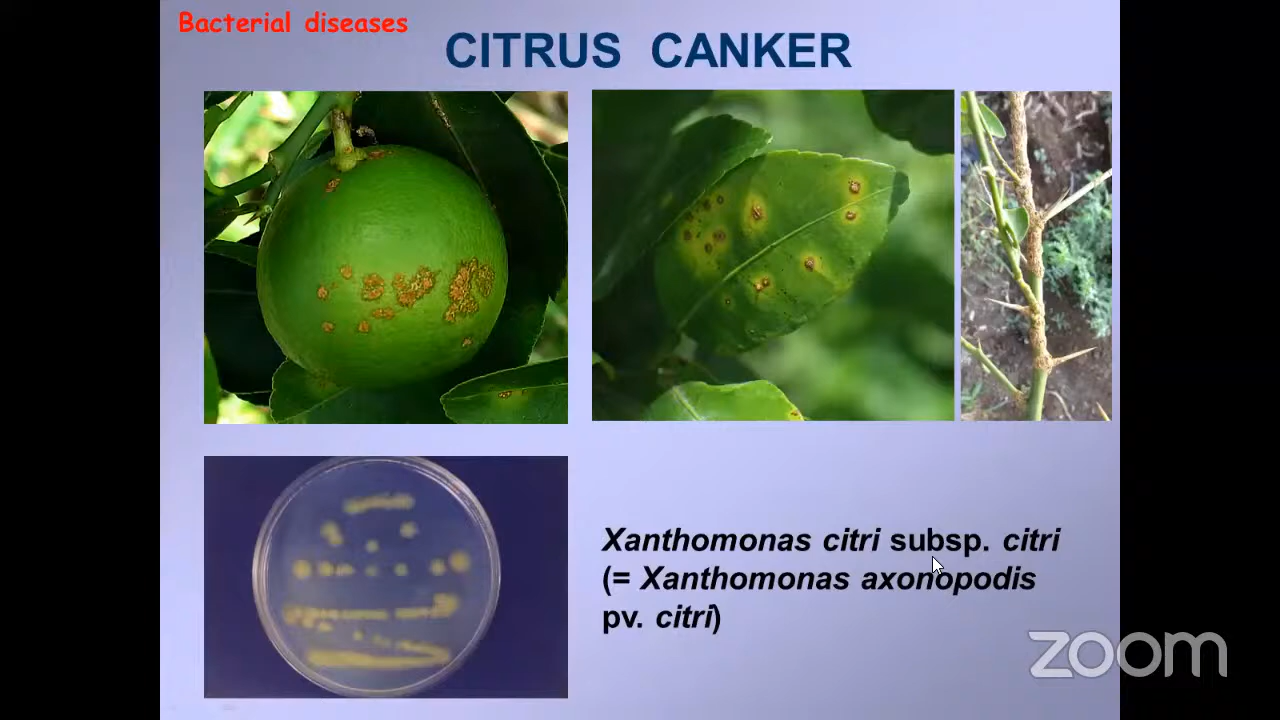 Bacterial diseases
CITRUS CANKER
Xanthomonas citri subsp. citri
(= Xanthomonas axonopodis
pv. citri)
zoom